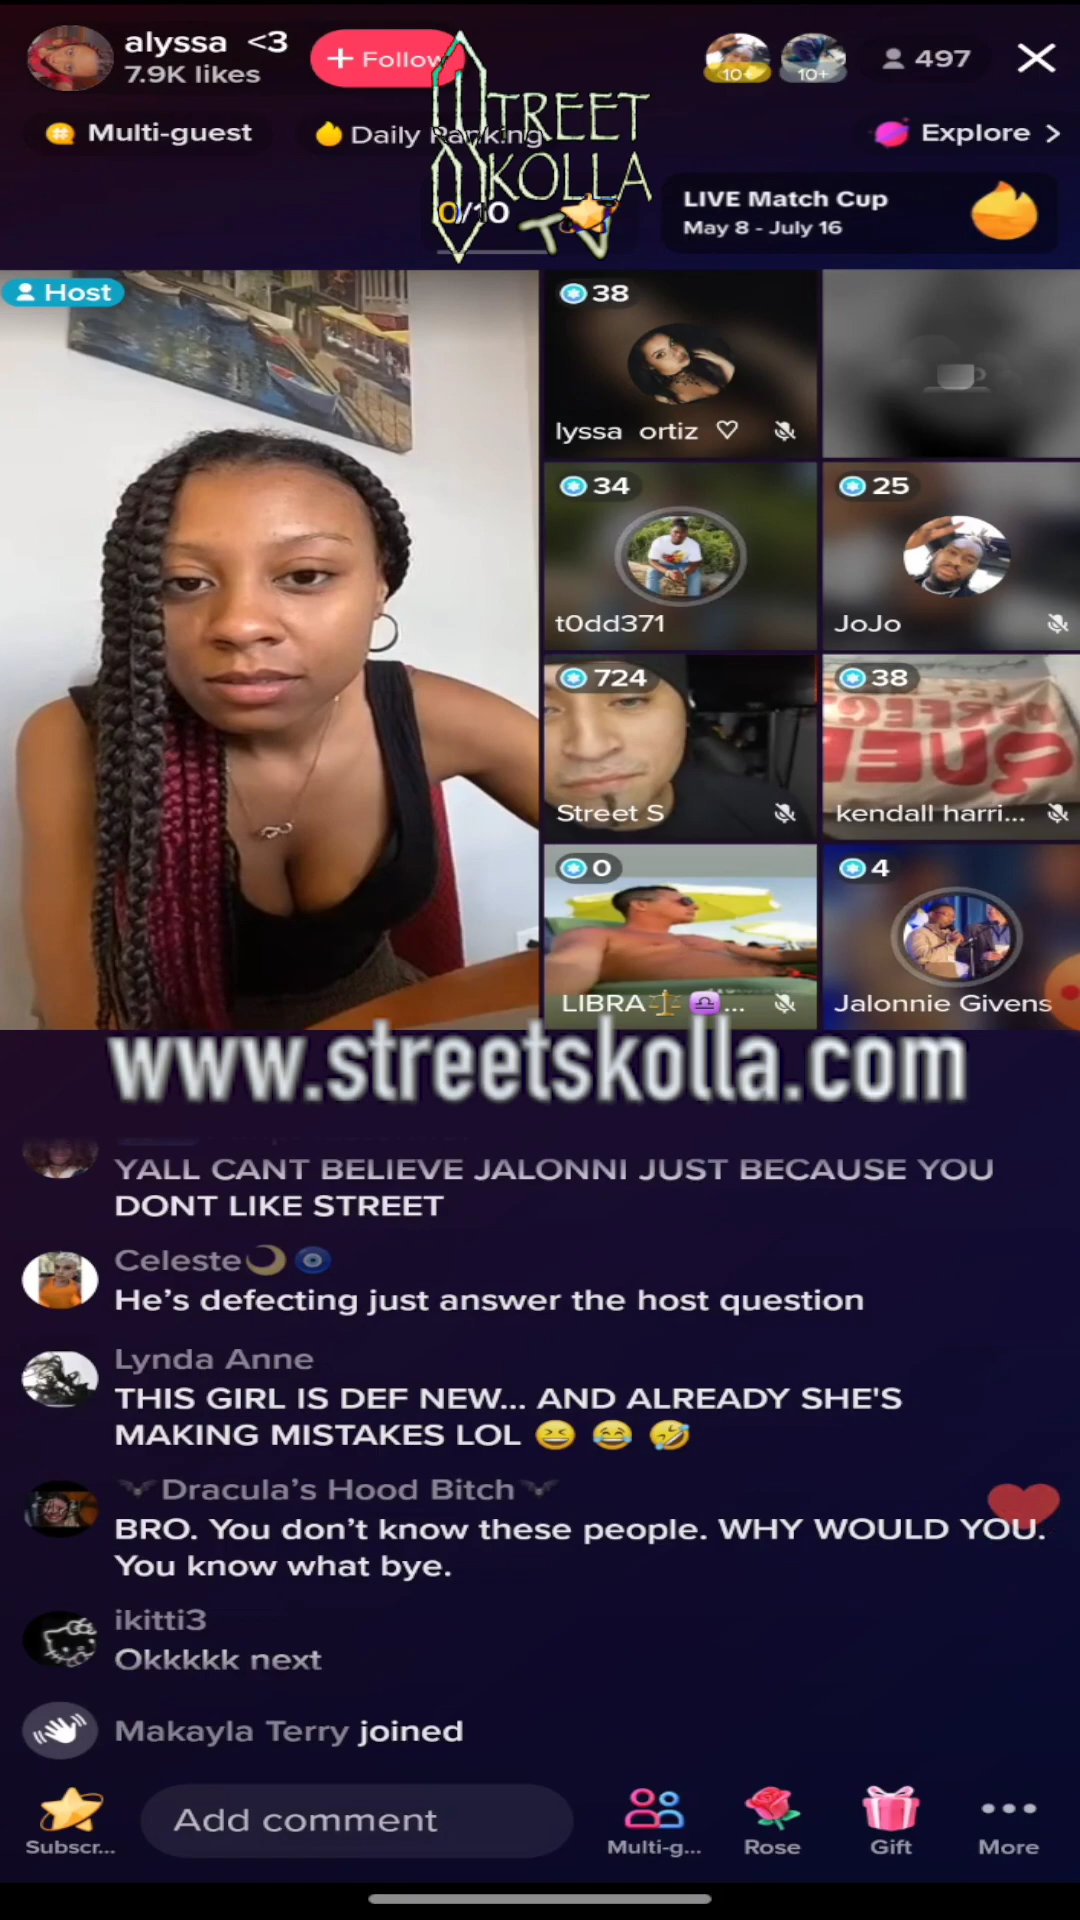 alyssa <3
7.9K likes
+ Follow
10+
10+
497
Multi-guest
Daily Ranking
Explore >
STREET
SKOLLA
TV
0/10
LIVE Match Cup
May 8 - July 16
Host
38
lyssa ortiz ♡
34
t0dd371
25
JoJo
724
Street S
38
PERFECT
QUE
kendall harri...
0
LIBRA⚖️♎...
4
Jalonnie Givens
www.streetskolla.com
YALL CANT BELIEVE JALONNI JUST BECAUSE YOU
DONT LIKE STREET
Celeste🌙🧿
He's defecting just answer the host question
Lynda Anne
THIS GIRL IS DEF NEW... AND ALREADY SHE'S
MAKING MISTAKES LOL 😆 😂 🤣
🦇Dracula's Hood Bitch🦇
BRO. You don't know these people. WHY WOULD YOU.
You know what bye.
ikitti3
Okkkkk next
Makayla Terry joined
Subscr...
Add comment
Multi-g...
Rose
Gift
More